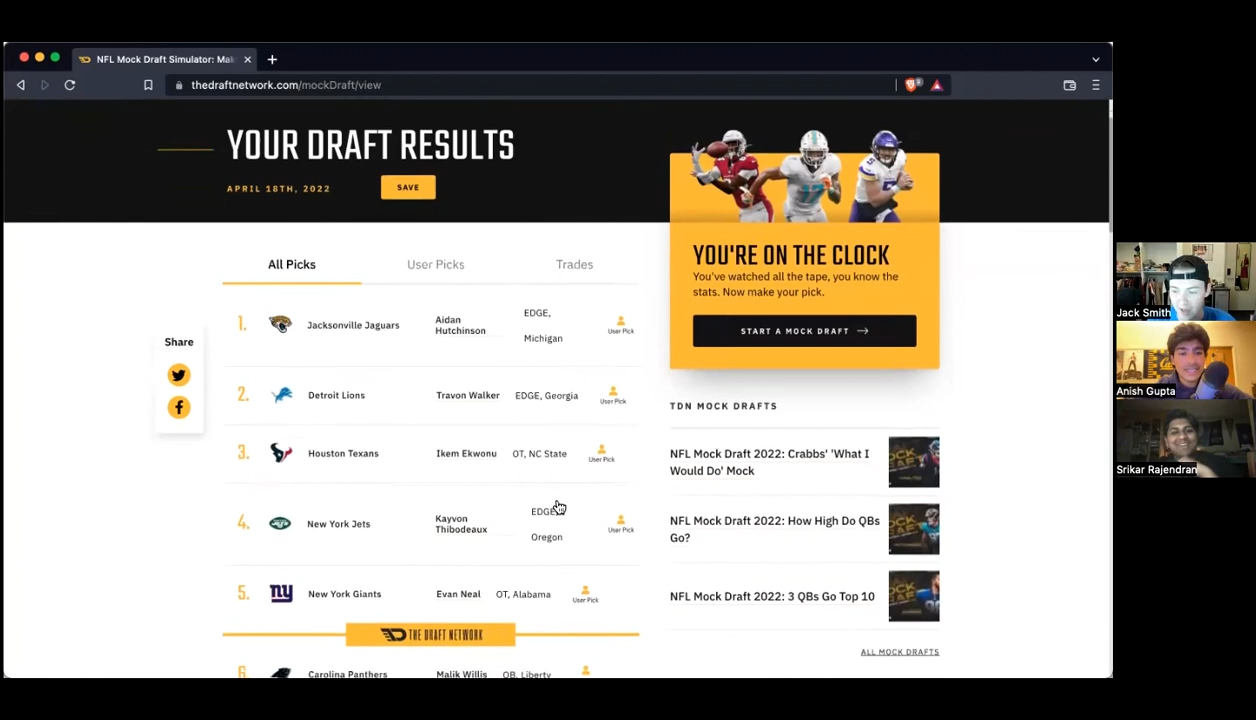 NFL Mock Draft Simulator: Mak
thedraftnetwork.com/mockDraft/view
YOUR DRAFT RESULTS
APRIL 18TH, 2022
SAVE
All Picks
User Picks
Trades
Share
1.
Jacksonville Jaguars
Aidan
Hutchinson
EDGE,
Michigan
User Pick
2.
Detroit Lions
Travon Walker
EDGE, Georgia
User Pick
3.
Houston Texans
Ikem Ekwonu
OT, NC State
User Pick
4.
New York Jets
Kayvon
Thibodeaux
EDGE,
Oregon
User Pick
5.
New York Giants
Evan Neal
OT, Alabama
User Pick
THE DRAFT NETWORK
6.
Carolina Panthers
Malik Willis
QB, Liberty
YOU'RE ON THE CLOCK
You've watched all the tape, you know the
stats. Now make your pick.
START A MOCK DRAFT
TDN MOCK DRAFTS
NFL Mock Draft 2022: Crabbs' 'What I
Would Do' Mock
NFL Mock Draft 2022: How High Do QBs
Go?
NFL Mock Draft 2022: 3 QBs Go Top 10
ALL MOCK DRAFTS
Jack Smith
Anish Gupta
Srikar Rajendran